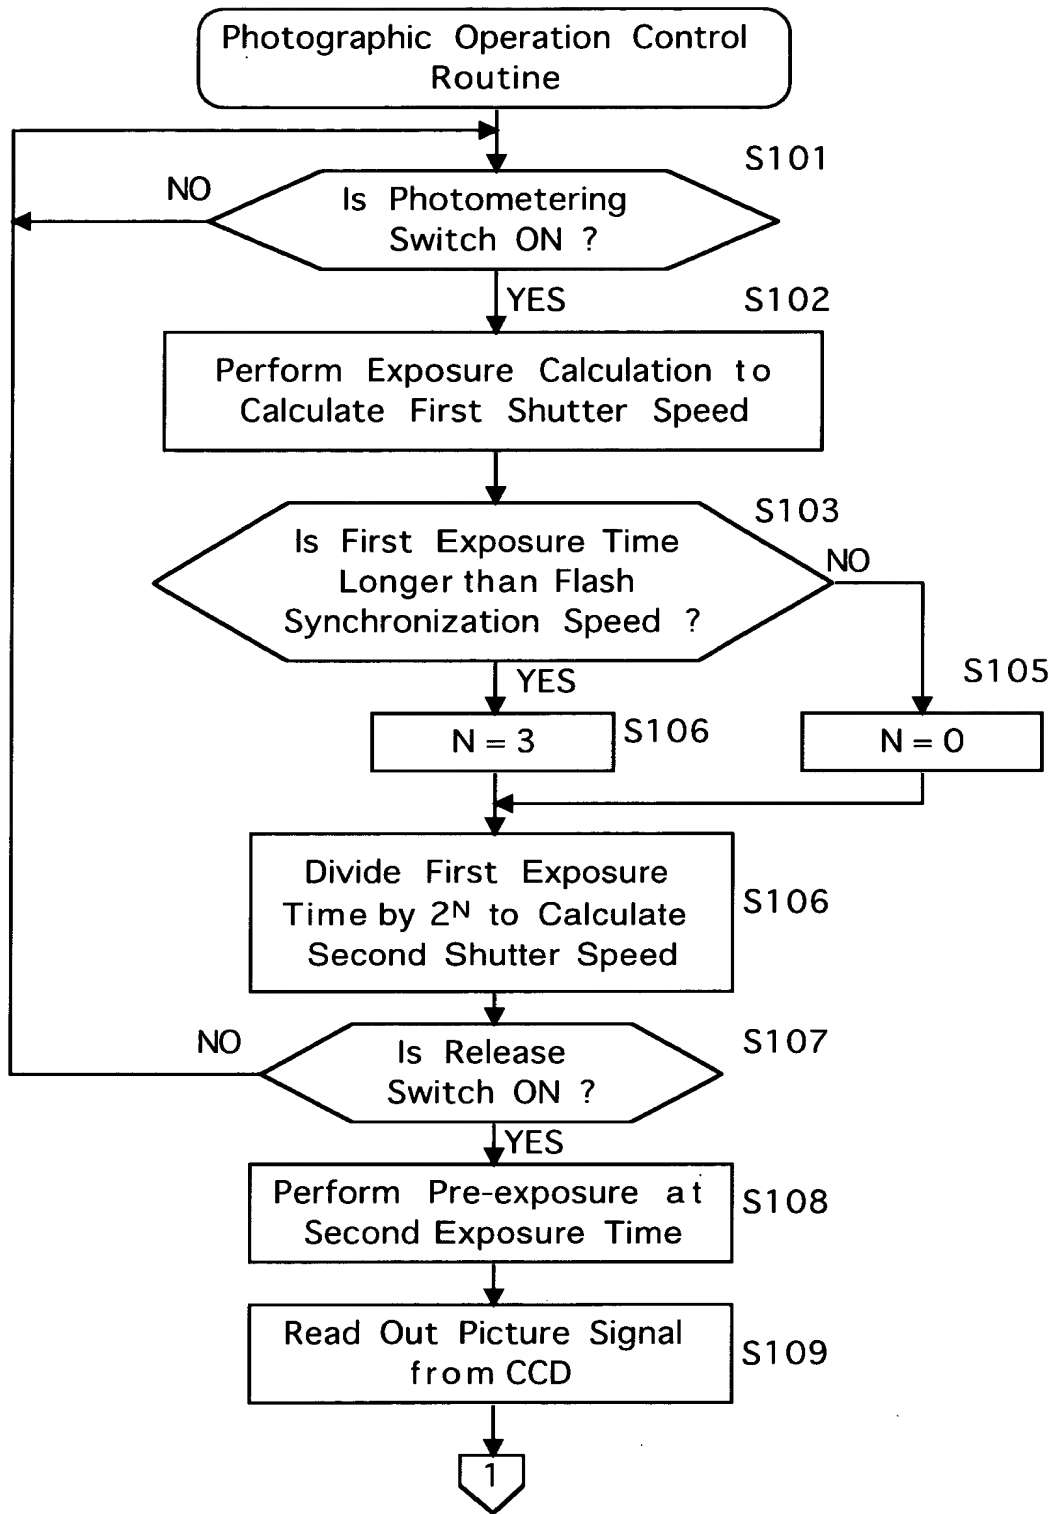 Photographic Operation Control
Routine
S101
NO
Is Photometering
Switch ON ?
YES
S102
Perform Exposure Calculation to
Calculate First Shutter Speed
S103
Is First Exposure Time
Longer than Flash
Synchronization Speed ?
NO
YES
S105
N = 3
S106
N = 0
Divide First Exposure
Time by 2ᴺ to Calculate
Second Shutter Speed
S106
NO
Is Release
Switch ON ?
S107
YES
Perform Pre-exposure at
Second Exposure Time
S108
Read Out Picture Signal
from CCD
S109
1